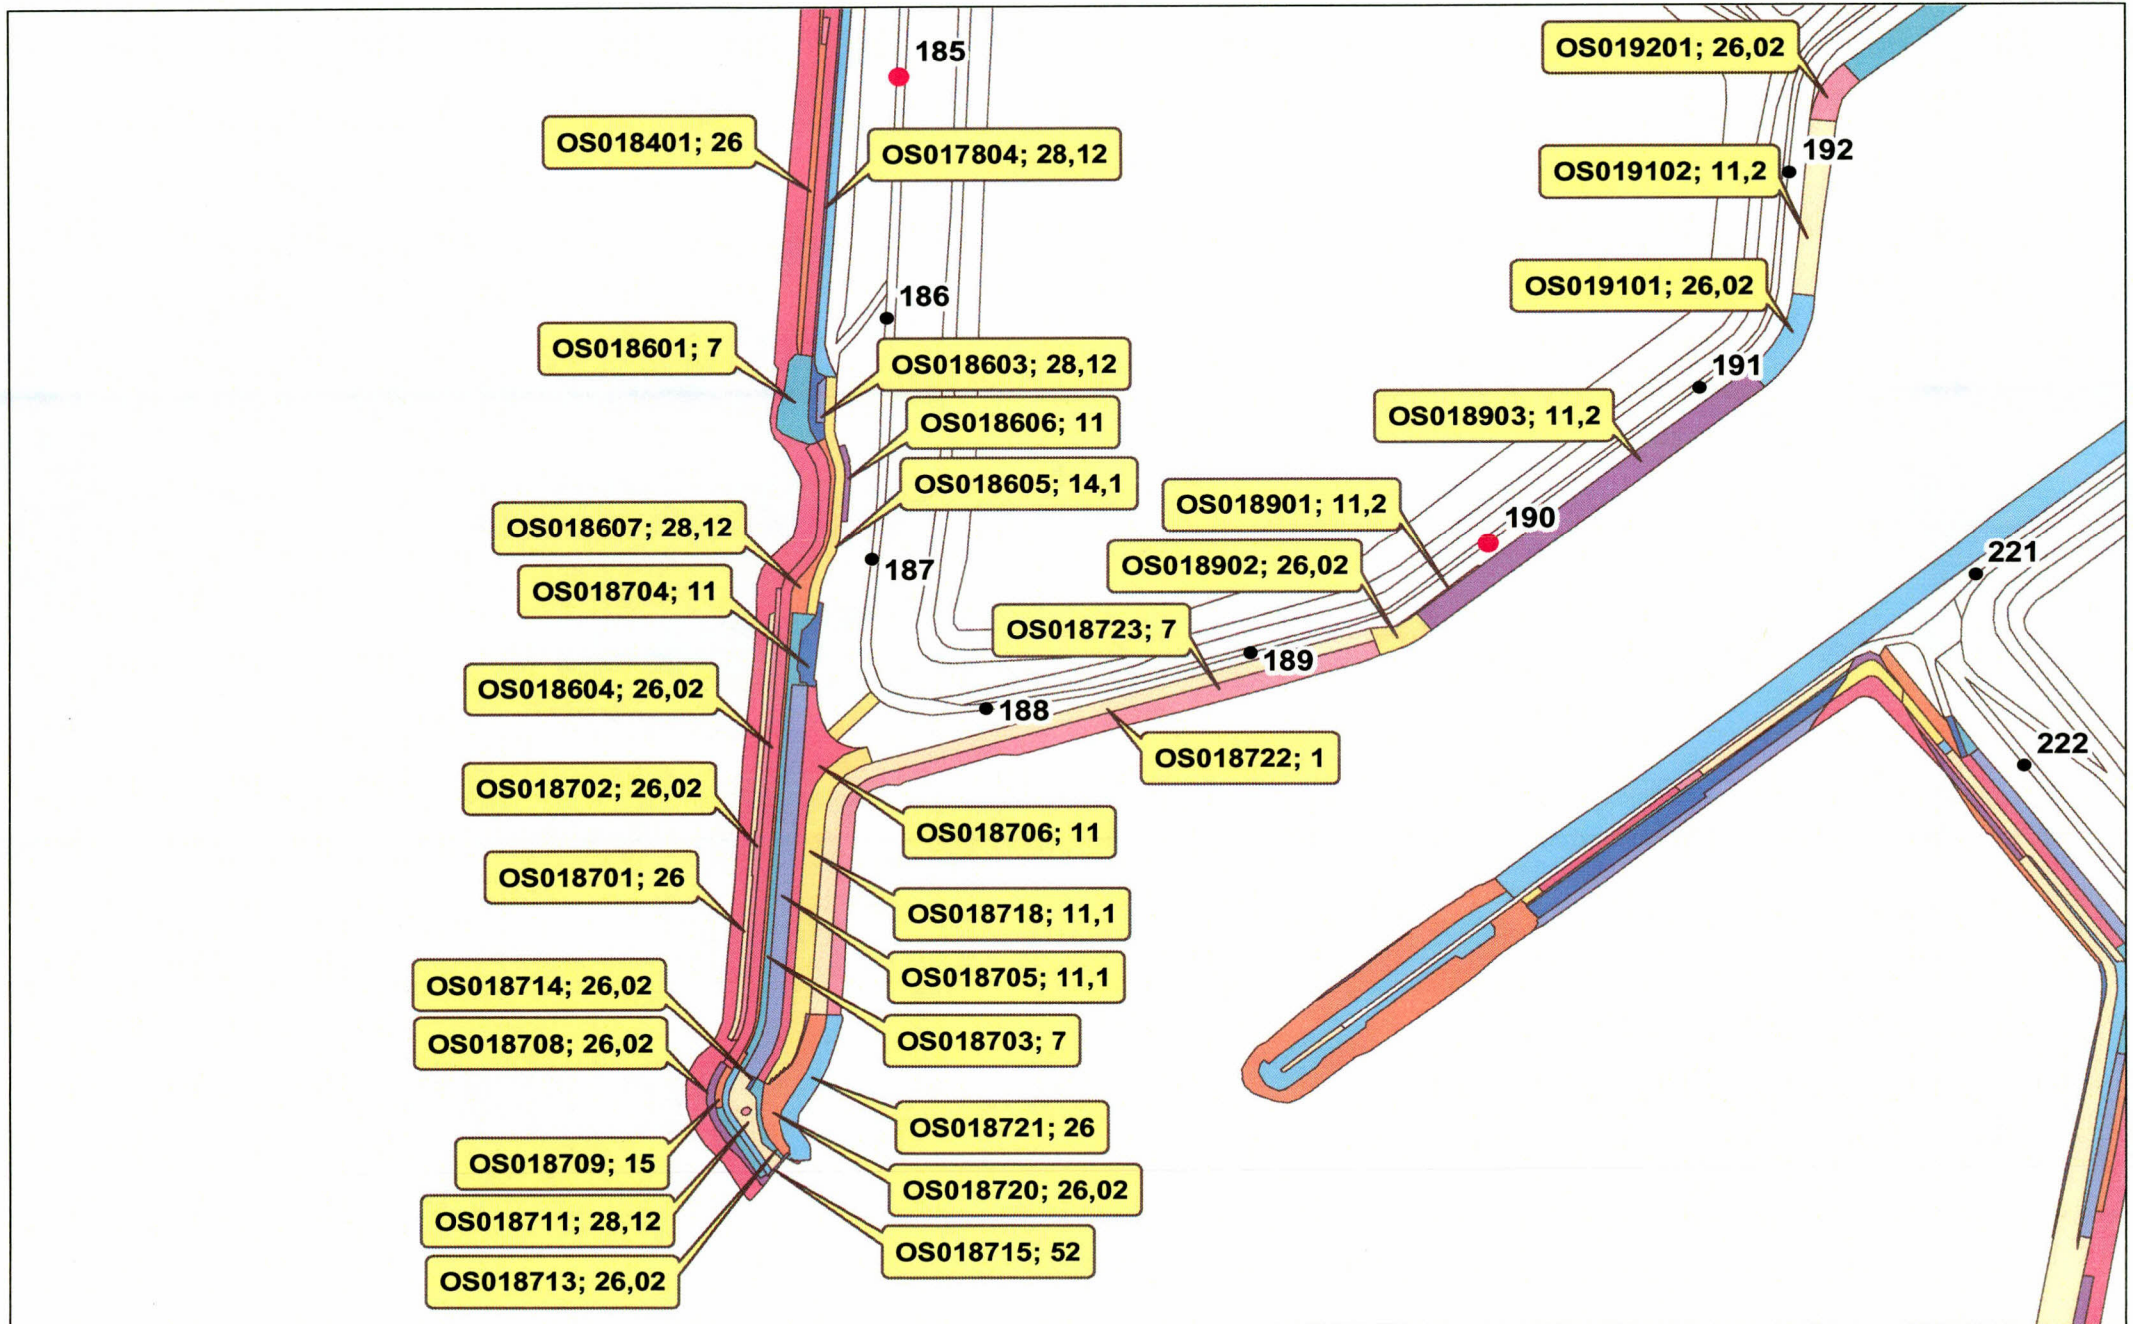 185
OS019201; 26,02
OS018401; 26
OS017804; 28,12
192
OS019102; 11,2
OS019101; 26,02
186
OS018601; 7
OS018603; 28,12
191
OS018606; 11
OS018903; 11,2
OS018605; 14,1
OS018901; 11,2
190
OS018607; 28,12
221
OS018902; 26,02
187
OS018704; 11
OS018723; 7
189
OS018604; 26,02
188
222
OS018722; 1
OS018702; 26,02
OS018706; 11
OS018701; 26
OS018718; 11,1
OS018705; 11,1
OS018714; 26,02
OS018703; 7
OS018708; 26,02
OS018721; 26
OS018709; 15
OS018720; 26,02
OS018711; 28,12
OS018715; 52
OS018713; 26,02